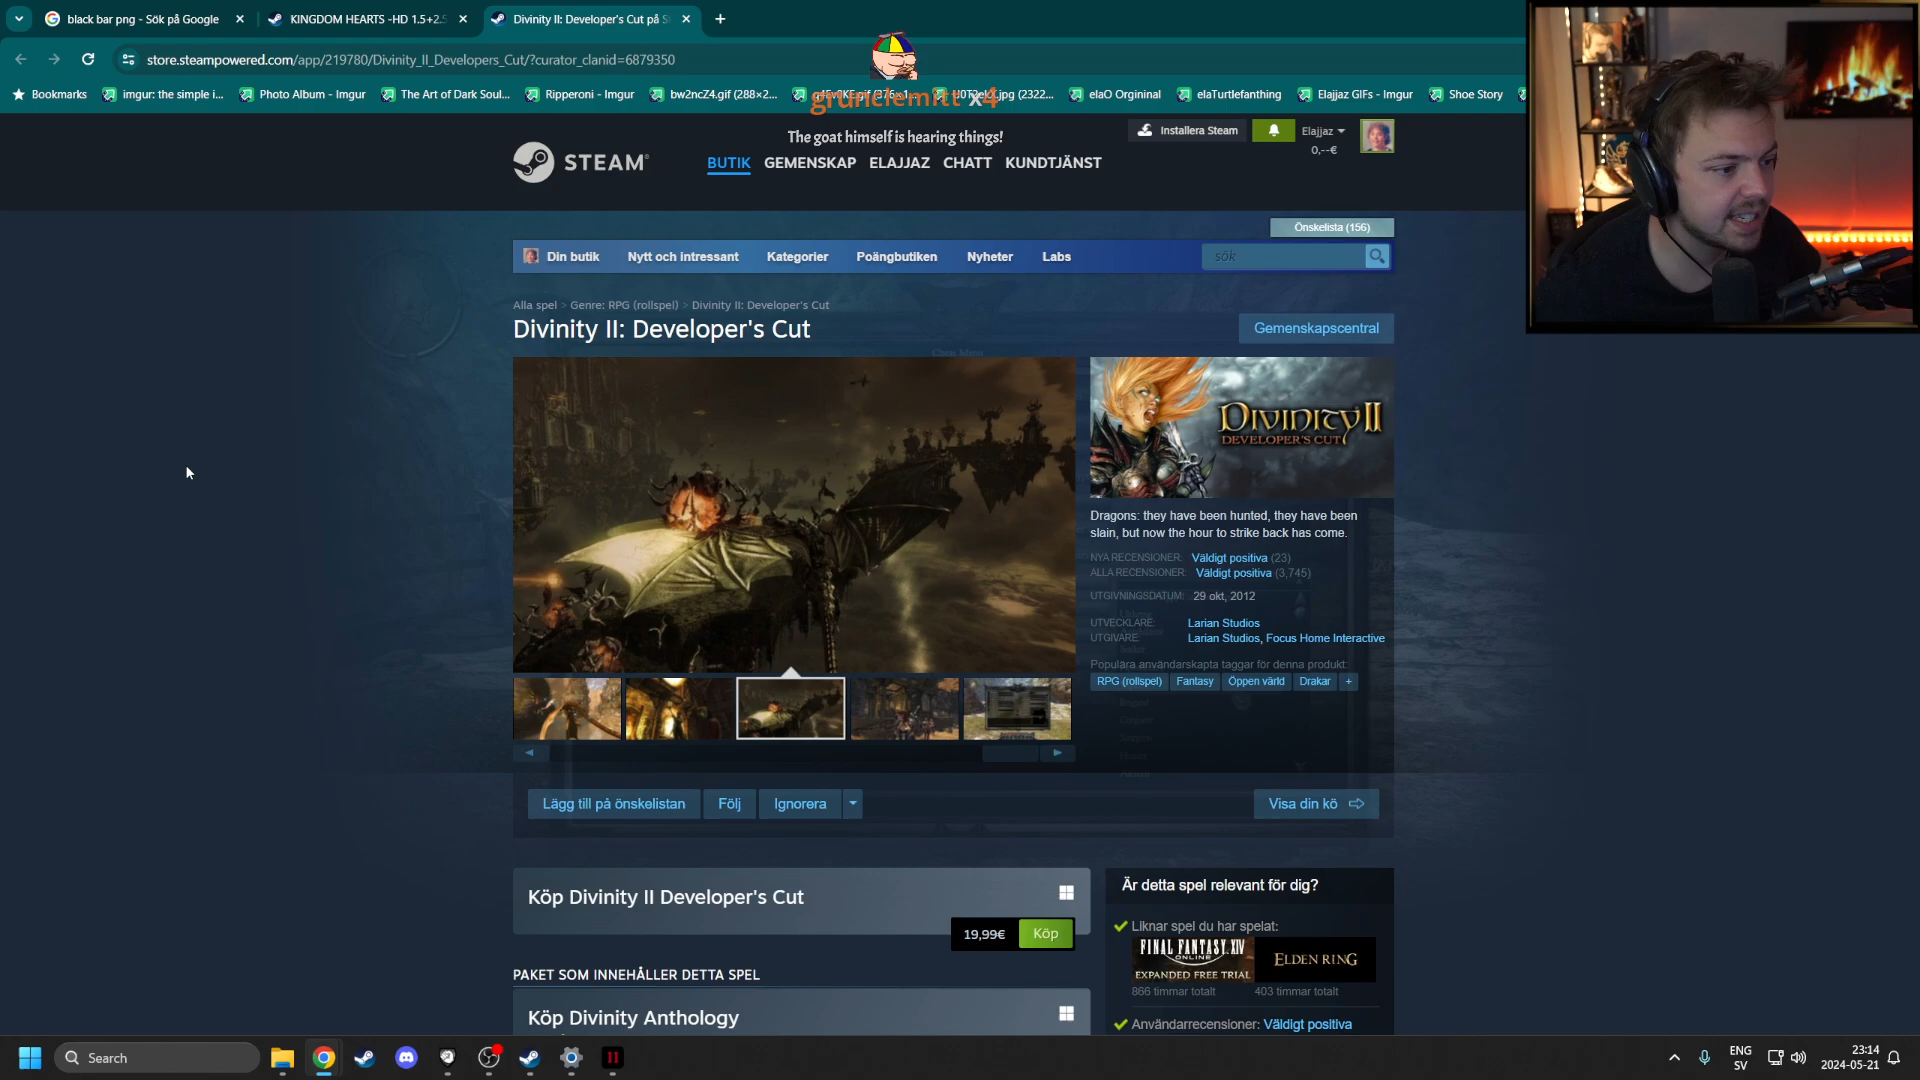 black bar png - Sök på Google
KINGDOM HEARTS -HD 1.5+2.5
Divinity II: Developer's Cut på S
store.steampowered.com/app/219780/Divinity_II_Developers_Cut/?curator_clanid=6879350
Bookmarks
imgur: the simple i...
Photo Album - Imgur
The Art of Dark Soul...
Ripperoni - Imgur
bw2ncZ4.gif (288×2...
elaO Orgininal
elaTurtlefanthing
Elajjaz GIFs - Imgur
Shoe Story
x4
The goat himself is hearing things!
Installera Steam
Elajjaz
0,--€
STEAM
BUTIK GEMENSKAP ELAJJAZ CHATT KUNDTJÄNST
Önskelista (156)
Din butik Nytt och intressant Kategorier Poängbutiken Nyheter Labs
sök
Alla spel > Genre: RPG (rollspel) > Divinity II: Developer's Cut
Divinity II: Developer's Cut
Gemenskapscentral
DIVINITY II
DEVELOPER'S CUT
Dragons: they have been hunted, they have been
slain, but now the hour to strike back has come.
NYA RECENSIONER: Väldigt positiva (23)
ALLA RECENSIONER: Väldigt positiva (3,745)
UTGIVNINGSDATUM: 29 okt, 2012
UTVECKLARE: Larian Studios
UTGIVARE: Larian Studios, Focus Home Interactive
Populära användarskapta taggar för denna produkt:
RPG (rollspel) Fantasy Öppen värld Drakar +
Lägg till på önskelistan Följ Ignorera
Visa din kö
Köp Divinity II Developer's Cut
19,99€ Köp
Är detta spel relevant för dig?
Liknar spel du har spelat:
FINAL FANTASY XIV
ONLINE
EXPANDED FREE TRIAL
ELDEN RING
866 timmar totalt 403 timmar totalt
PAKET SOM INNEHÅLLER DETTA SPEL
Köp Divinity Anthology
Användarrecensioner: Väldigt positiva
Search
ENG
SV
23:14
2024-05-21